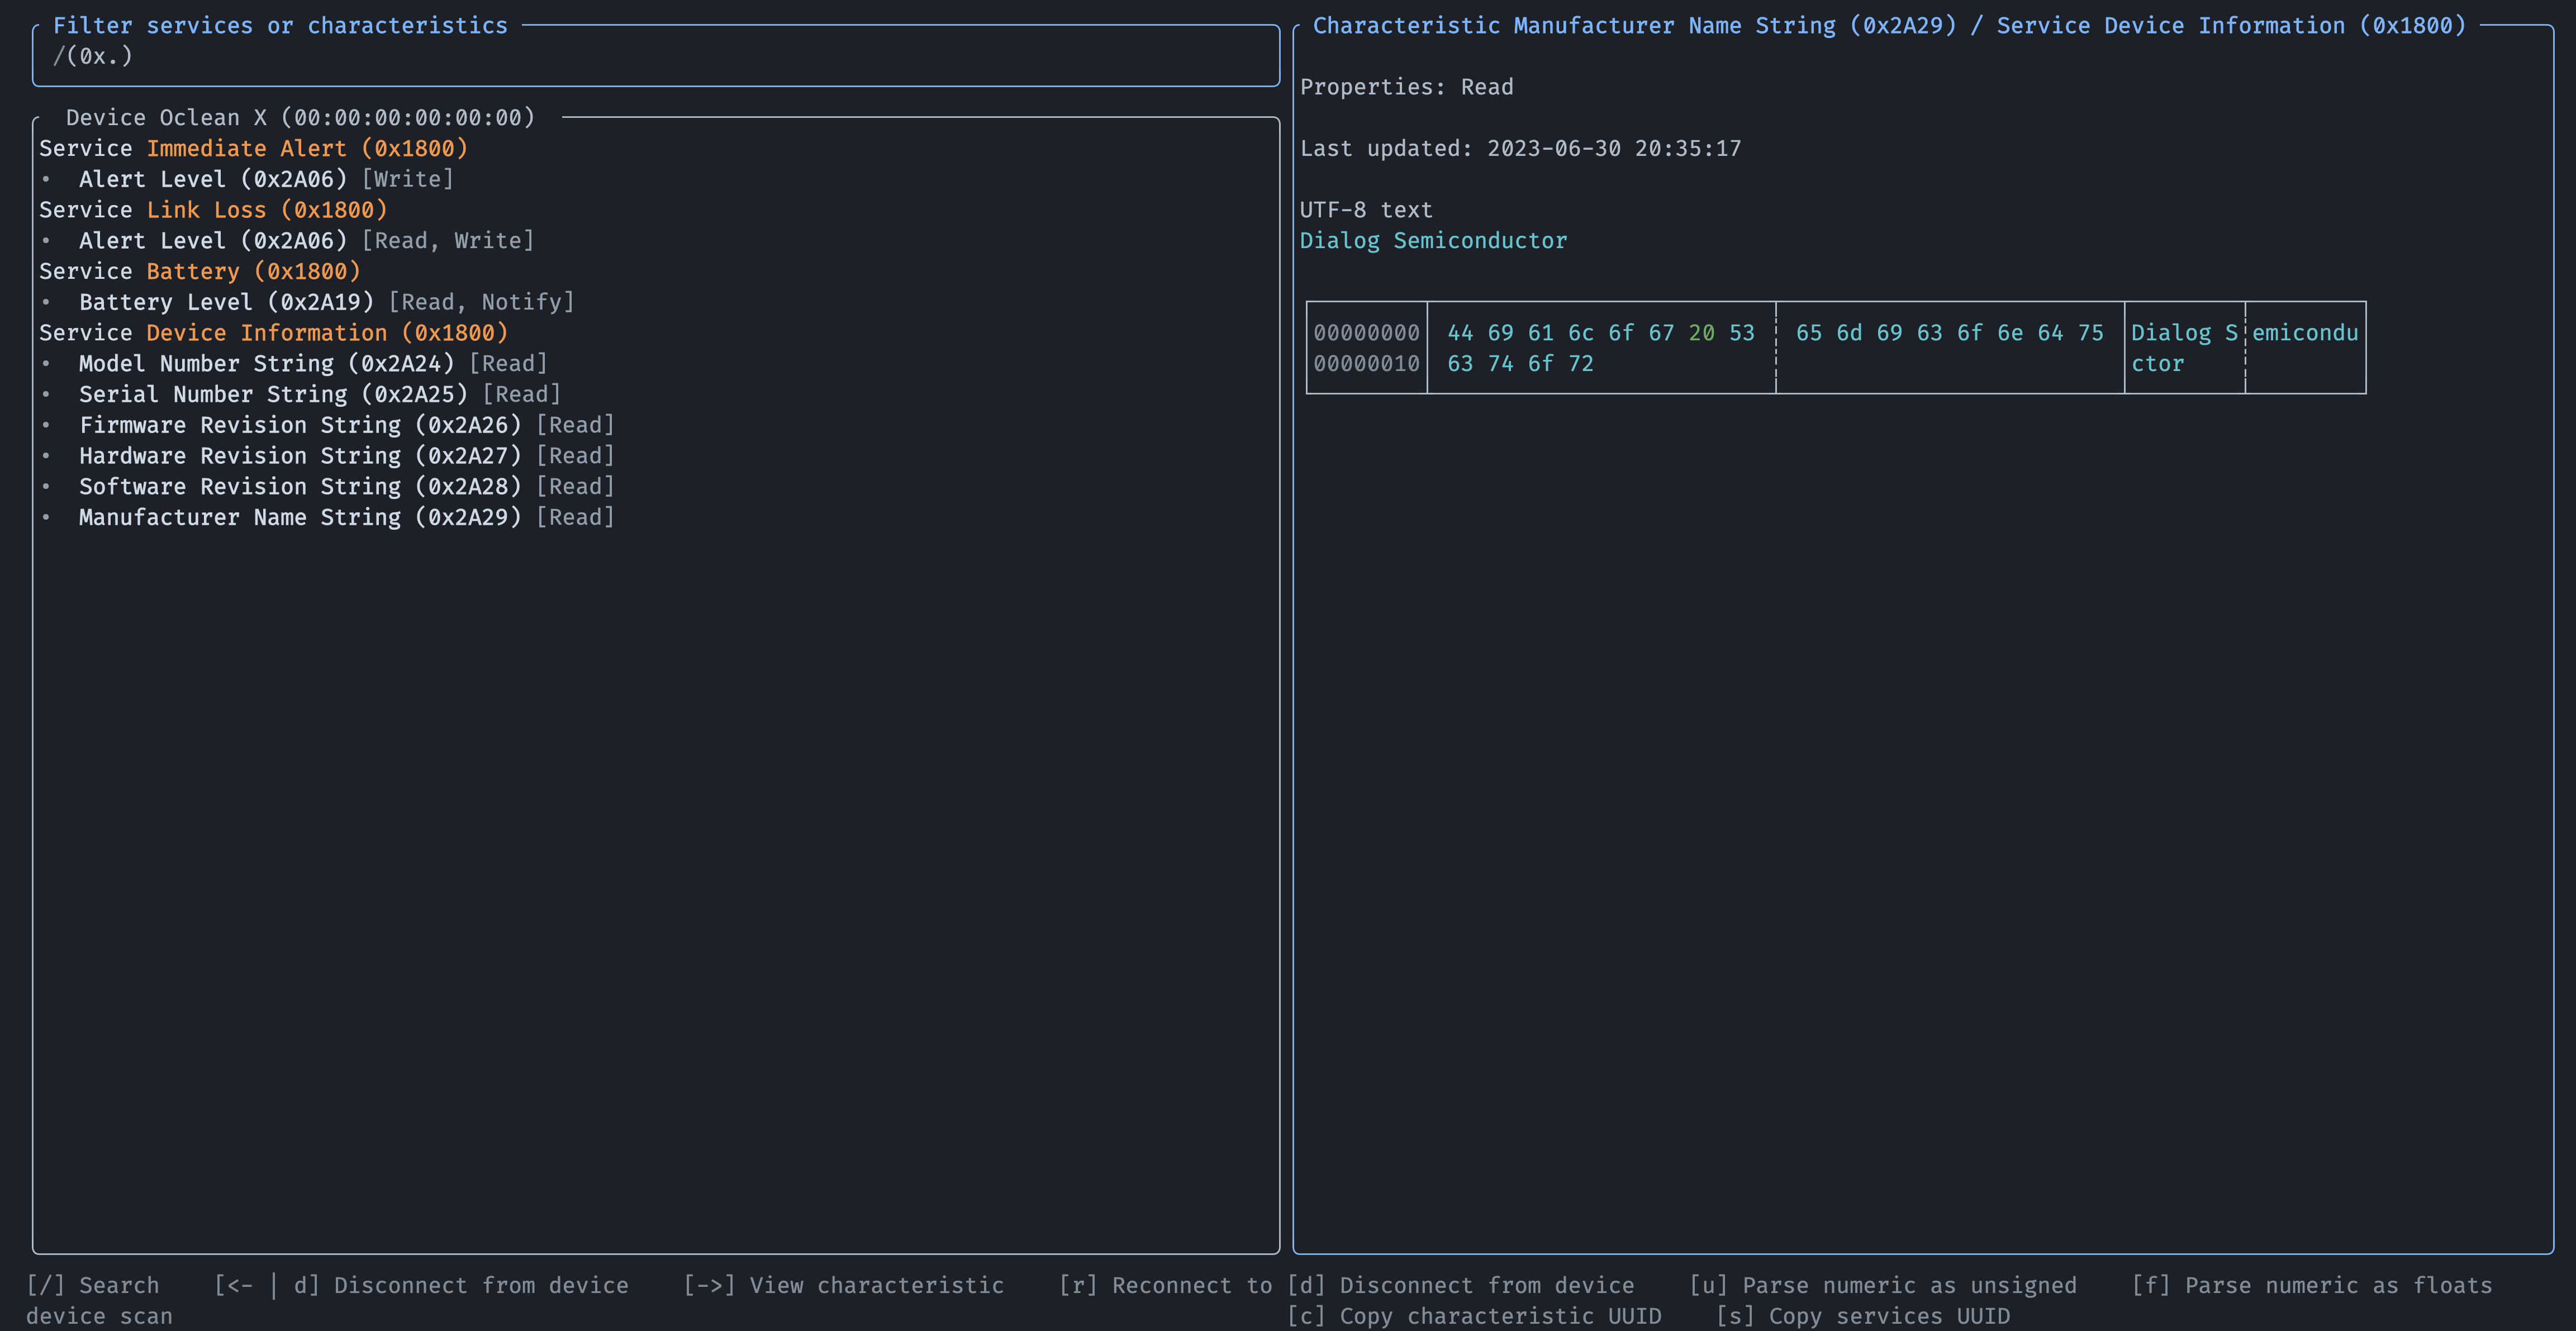 Filter services or characteristics
/(0x.)
Device Oclean X (00:00:00:00:00:00)
Service Immediate Alert (0x1800)
• Alert Level (0x2A06) [Write]
Service Link Loss (0x1800)
• Alert Level (0x2A06) [Read, Write]
Service Battery (0x1800)
• Battery Level (0x2A19) [Read, Notify]
Service Device Information (0x1800)
• Model Number String (0x2A24) [Read]
• Serial Number String (0x2A25) [Read]
• Firmware Revision String (0x2A26) [Read]
• Hardware Revision String (0x2A27) [Read]
• Software Revision String (0x2A28) [Read]
• Manufacturer Name String (0x2A29) [Read]
[/] Search [<- | d] Disconnect from device [->] View characteristic [r] Reconnect to
device scan
Characteristic Manufacturer Name String (0x2A29) / Service Device Information (0x1800)
Properties: Read
Last updated: 2023-06-30 20:35:17
UTF-8 text
Dialog Semiconductor
00000000 44 69 61 6c 6f 67 20 53 65 6d 69 63 6f 6e 64 75 Dialog S emicondu
00000010 63 74 6f 72 ctor
[d] Disconnect from device [u] Parse numeric as unsigned [f] Parse numeric as floats
[c] Copy characteristic UUID [s] Copy services UUID